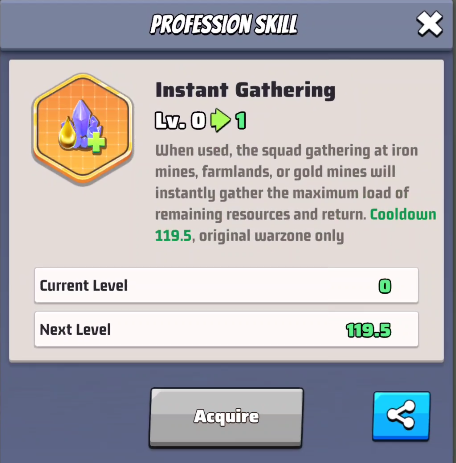 PROFESSION SKILL
Instant Gathering
Lv. 0 1
When used, the squad gathering at iron
mines, farmlands, or gold mines will
instantly gather the maximum load of
remaining resources and return. Cooldown
119.5, original warzone only
Current Level 0
Next Level 119.5
Acquire